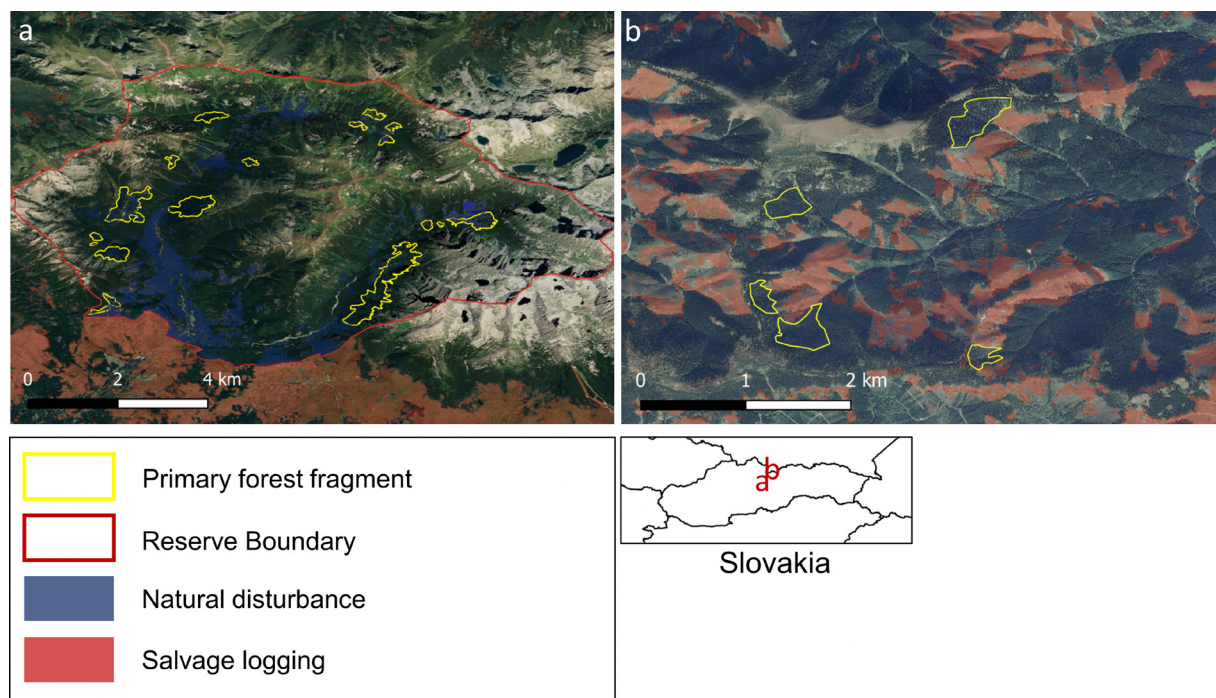 a
0 2 4 km
b
0 1 2 km
Primary forest fragment
Reserve Boundary
Natural disturbance
Salvage logging
b
a
Slovakia